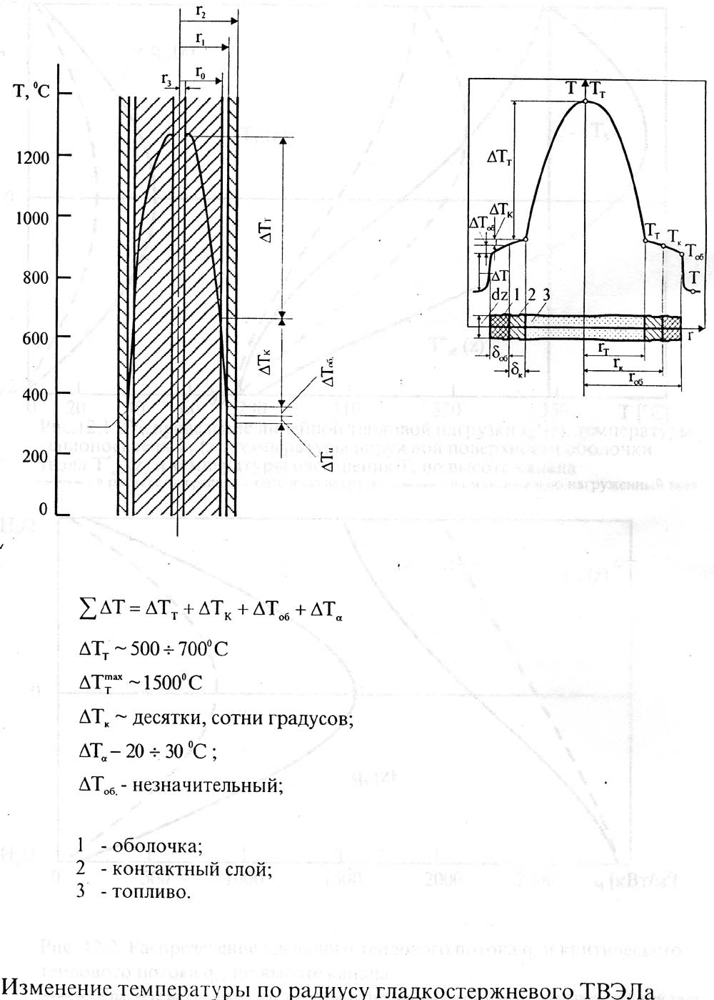 r₂
r₁
r₃ r₀
T, ⁰C
1200
1000
800
600
400
200
0
ΔTт
ΔTк
ΔTоб.
ΔTα
T Tт
ΔTт
ΔTк
ΔTоб
ΔT
Tт Tк Tоб
T
dz 1 2 3
r
δоб
δк
rт
rк
rоб
∑ΔT = ΔTт + ΔTк + ΔTоб + ΔTα
ΔTт ~ 500 ÷ 700⁰C
ΔTтᵐᵃˣ ~ 1500⁰C
ΔTк ~ десятки, сотни градусов;
ΔTα – 20 ÷ 30 ⁰C ;
ΔTоб. - незначительный;
1 - оболочка;
2 - контактный слой;
3 - топливо.
Изменение температуры по радиусу гладкостержневого ТВЭЛа